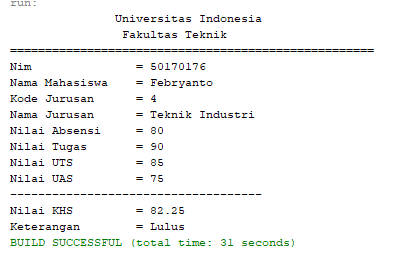 run:
Universitas Indonesia
Fakultas Teknik
====================================================
Nim = 50170176
Nama Mahasiswa = Febryanto
Kode Jurusan = 4
Nama Jurusan = Teknik Industri
Nilai Absensi = 80
Nilai Tugas = 90
Nilai UTS = 85
Nilai UAS = 75
------------------------------------
Nilai KHS = 82.25
Keterangan = Lulus
BUILD SUCCESSFUL (total time: 31 seconds)